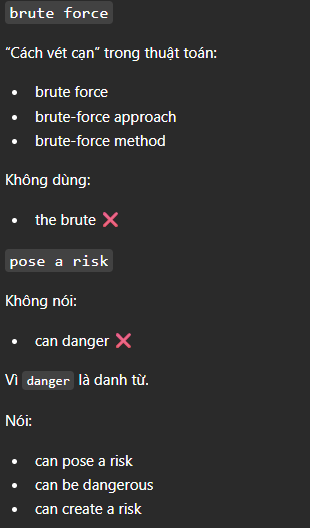 brute force
“Cách vét cạn” trong thuật toán:
• brute force
• brute-force approach
• brute-force method
Không dùng:
• the brute ❌
pose a risk
Không nói:
• can danger ❌
Vì danger là danh từ.
Nói:
• can pose a risk
• can be dangerous
• can create a risk